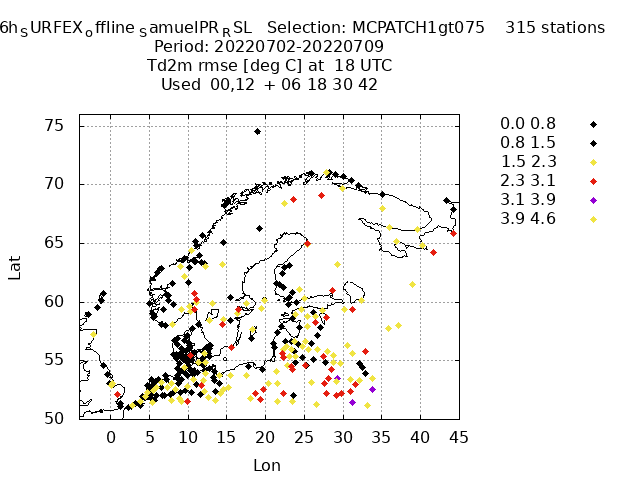 6h_SURFEX_offline_SamuelPR_RSL   Selection: MCPATCH1gt075    315 stations
Period: 20220702-20220709
Td2m rmse [deg C] at  18 UTC
Used  00,12  + 06 18 30 42
75
70
65
60
55
50
Lat
0 5 10 15 20 25 30 35 40 45
Lon
0.0 0.8
0.8 1.5
1.5 2.3
2.3 3.1
3.1 3.9
3.9 4.6